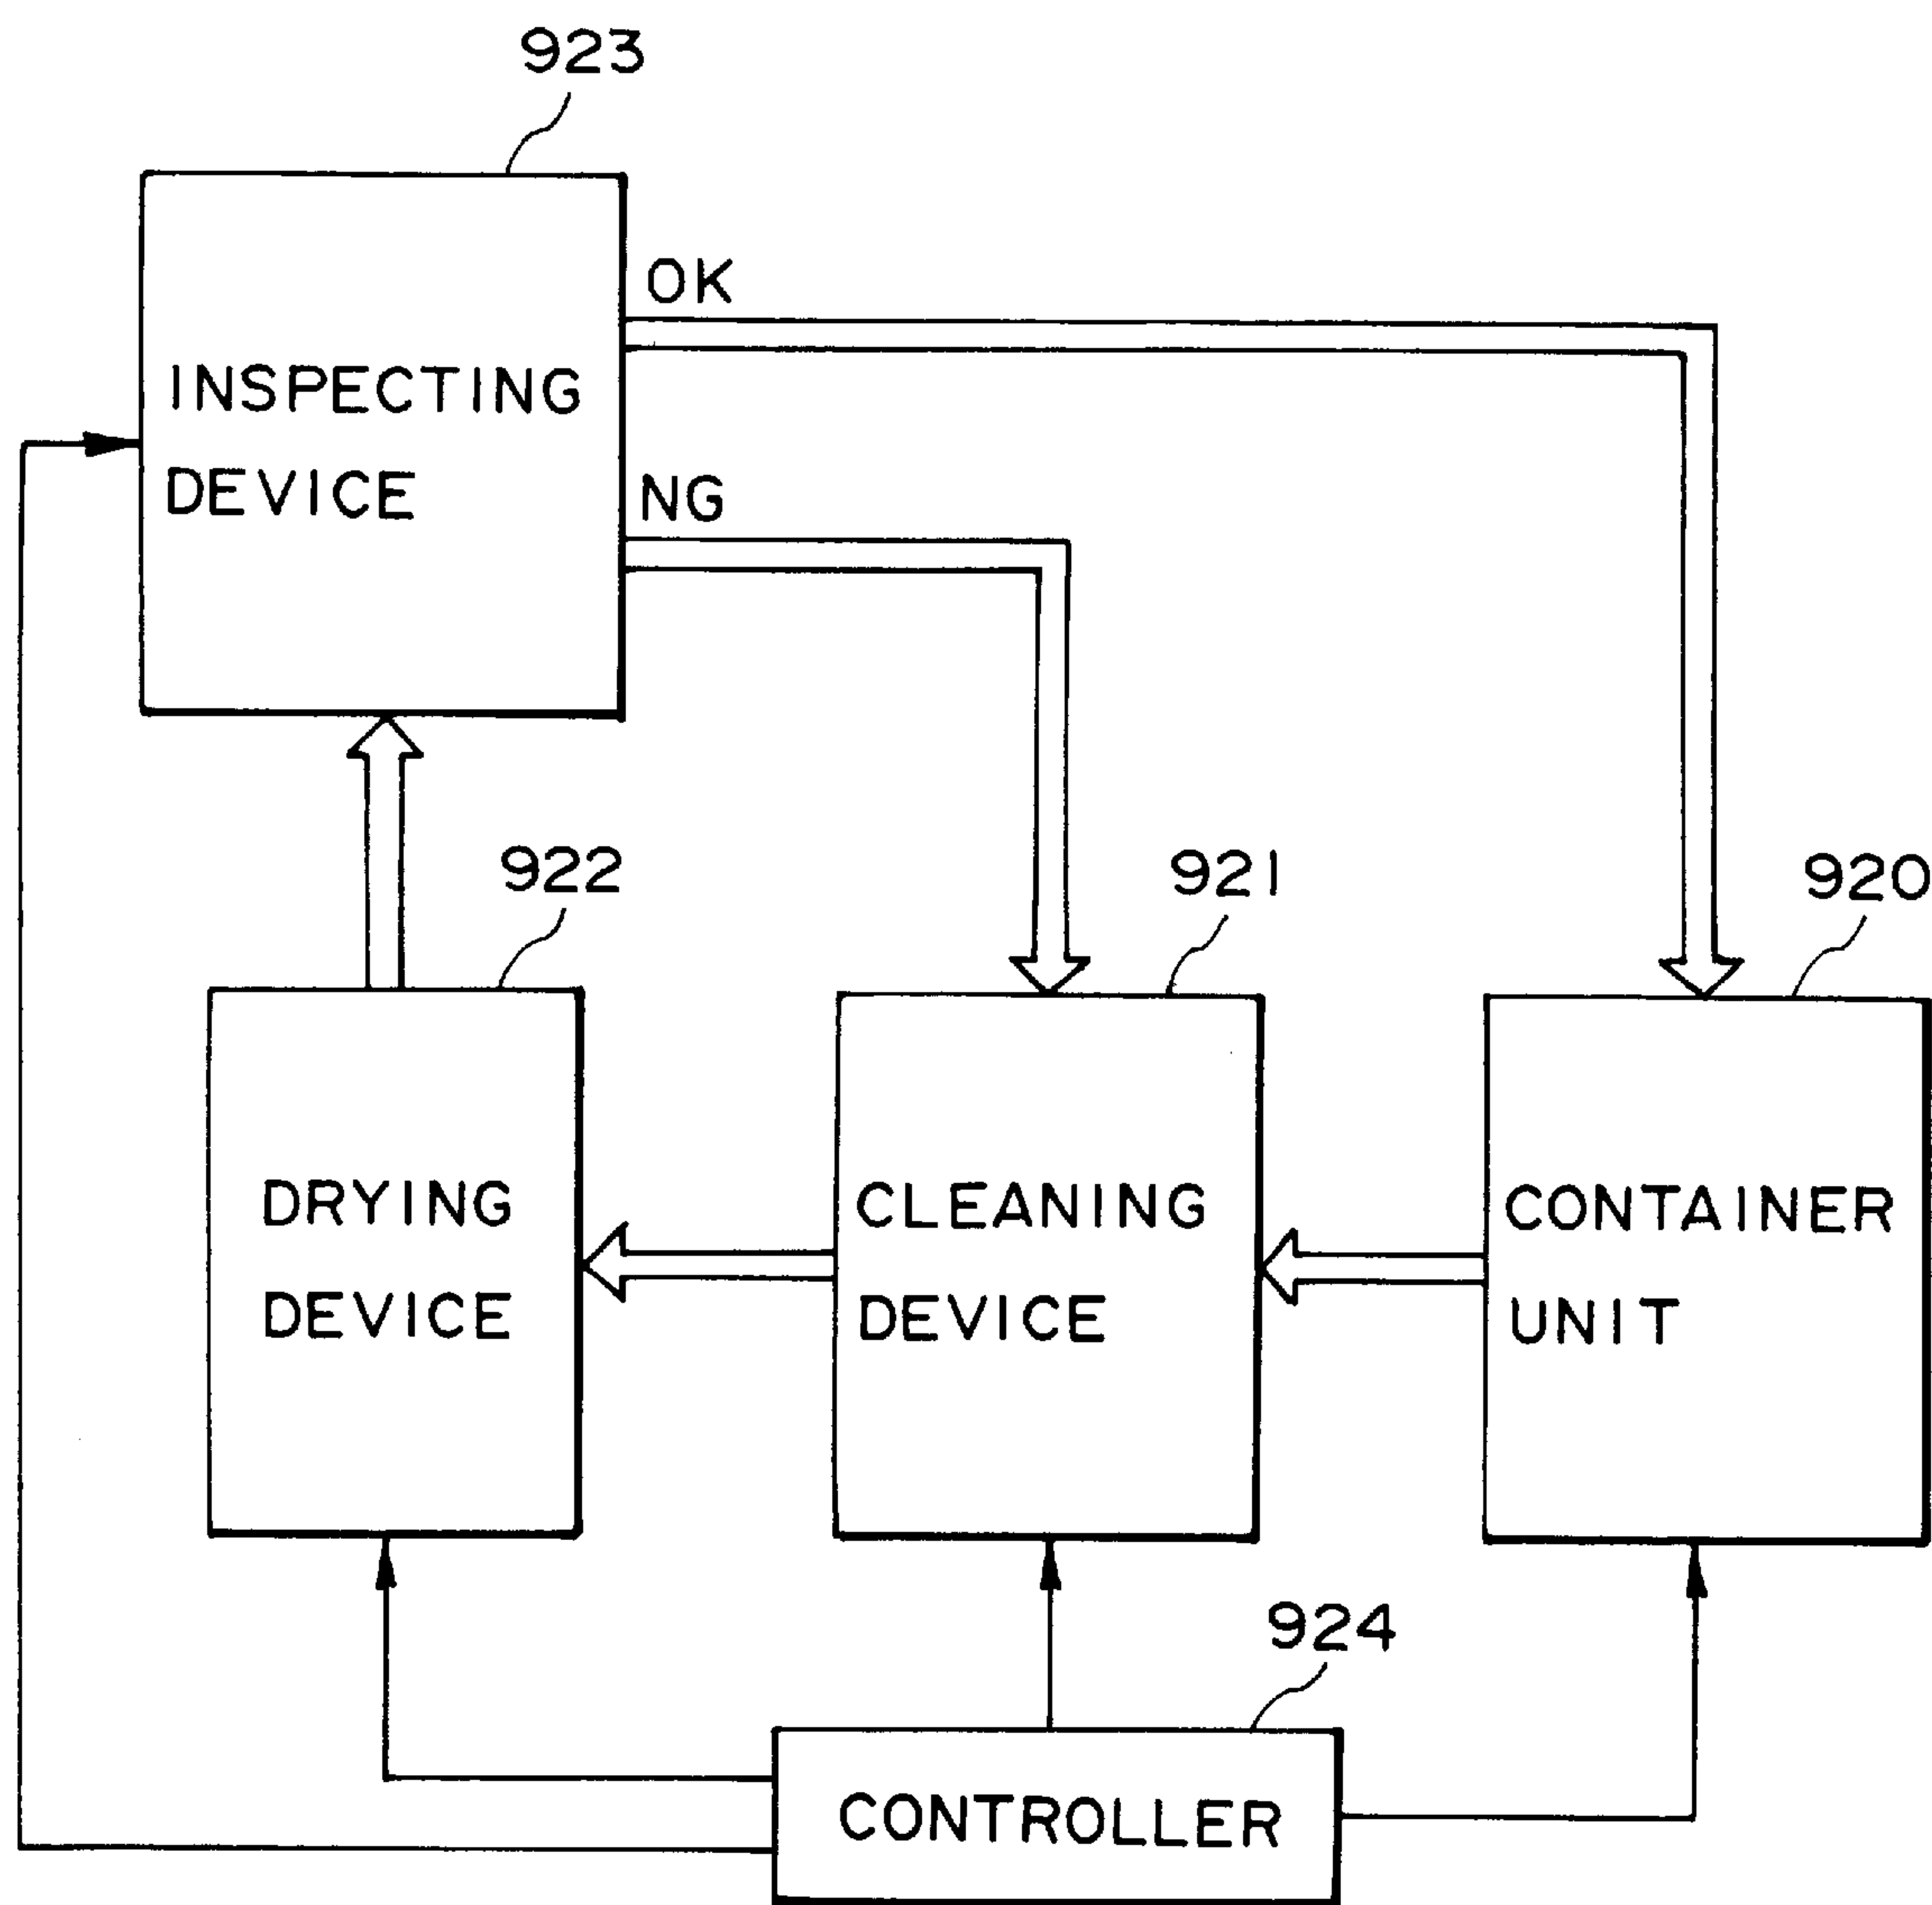 923
OK
INSPECTING
DEVICE
NG
922
921
920
DRYING
DEVICE
CLEANING
DEVICE
CONTAINER
UNIT
924
CONTROLLER